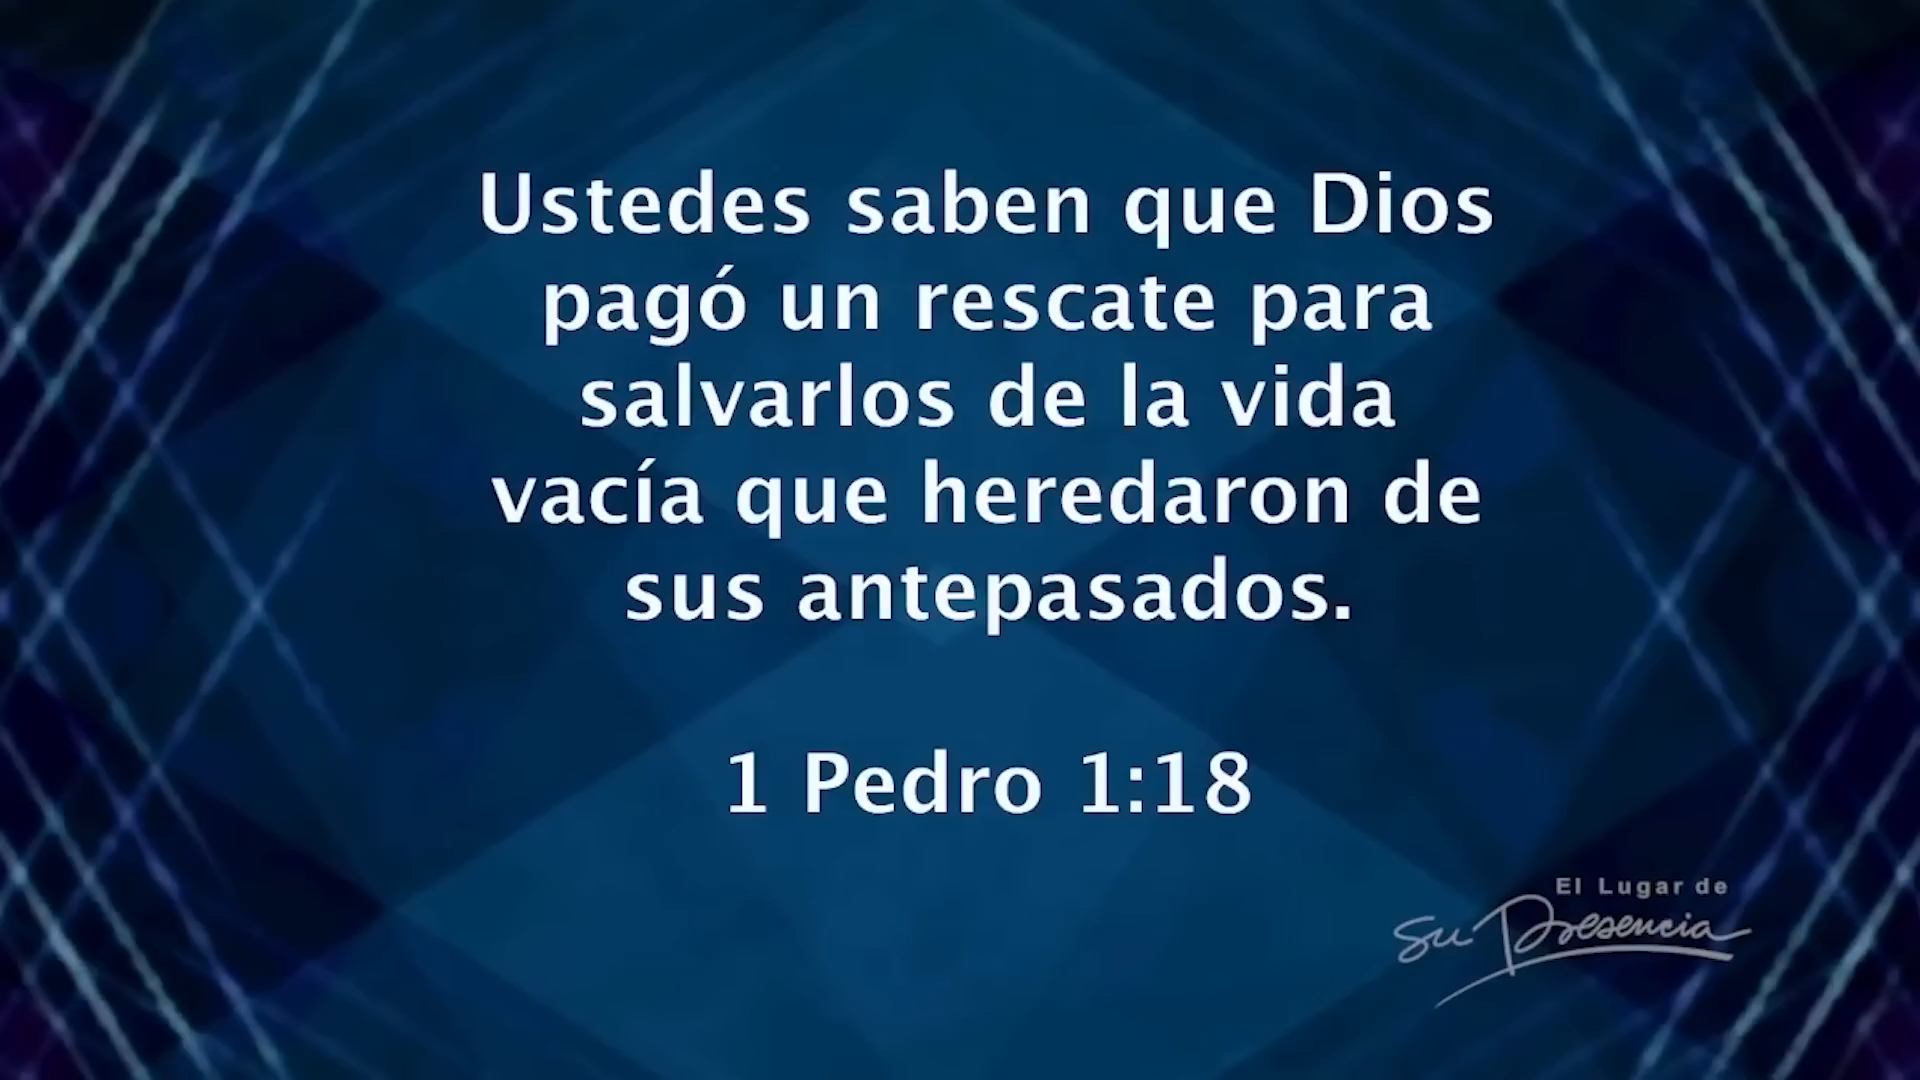 Ustedes saben que Dios
pagó un rescate para
salvarlos de la vida
vacía que heredaron de
sus antepasados.
1 Pedro 1:18
El Lugar de
Su Presencia